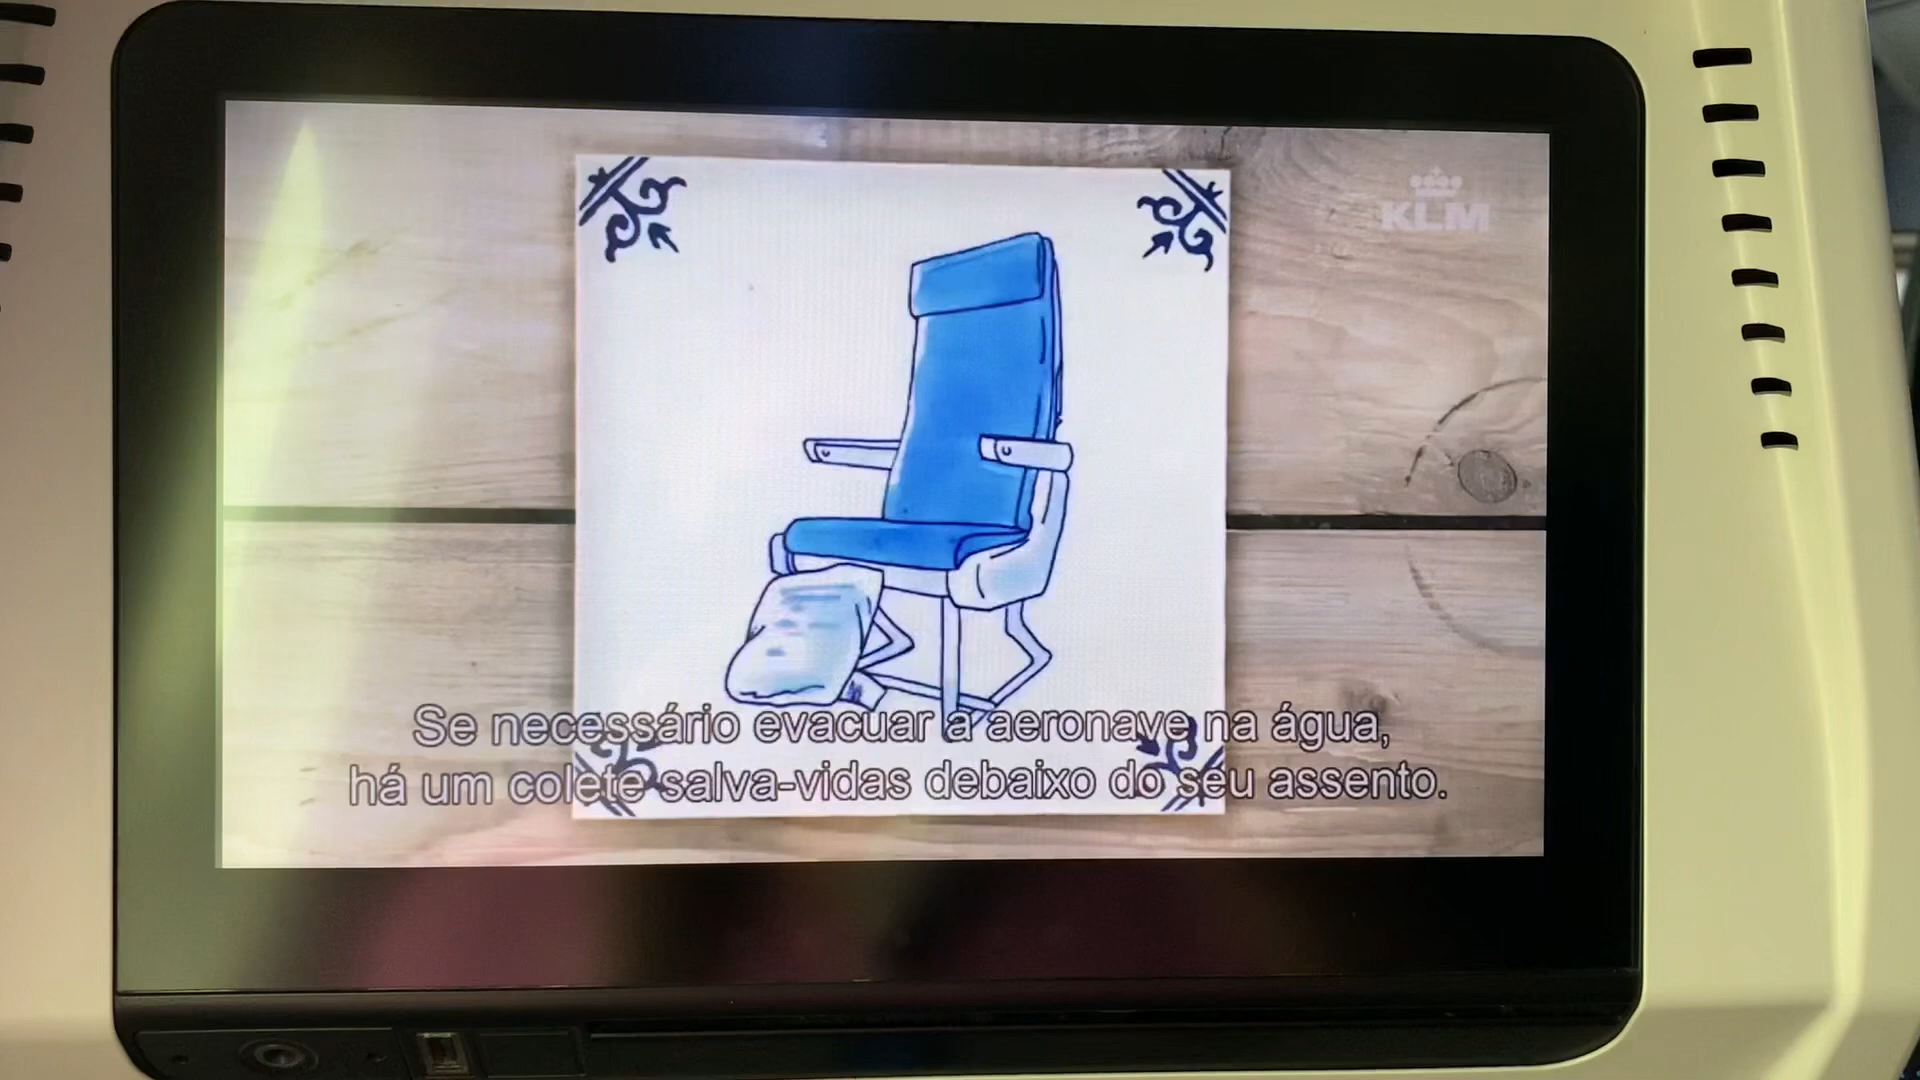 KLM
Se necessário evacuar a aeronave na água,
há um colete salva-vidas debaixo do seu assento.